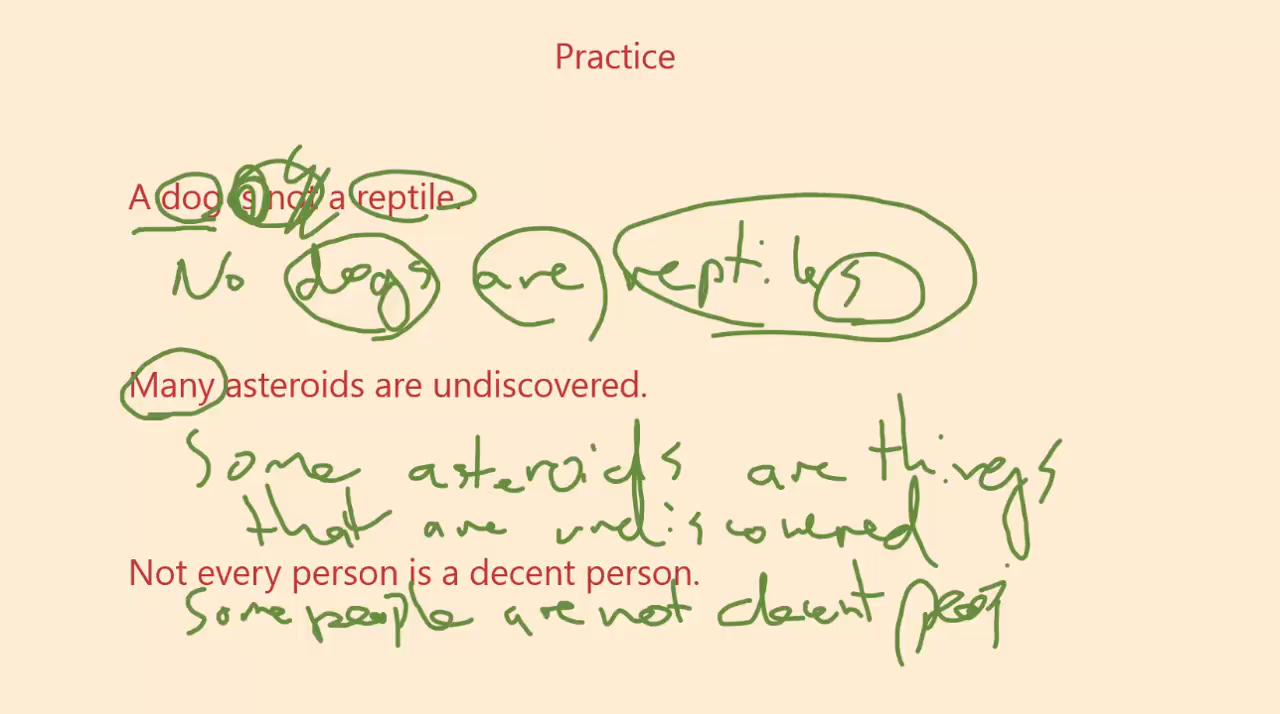 Practice
A dog is not a reptile.
No dogs are reptiles
Many asteroids are undiscovered.
Some asteroids are things
that are undiscovered
Not every person is a decent person.
Some people are not decent